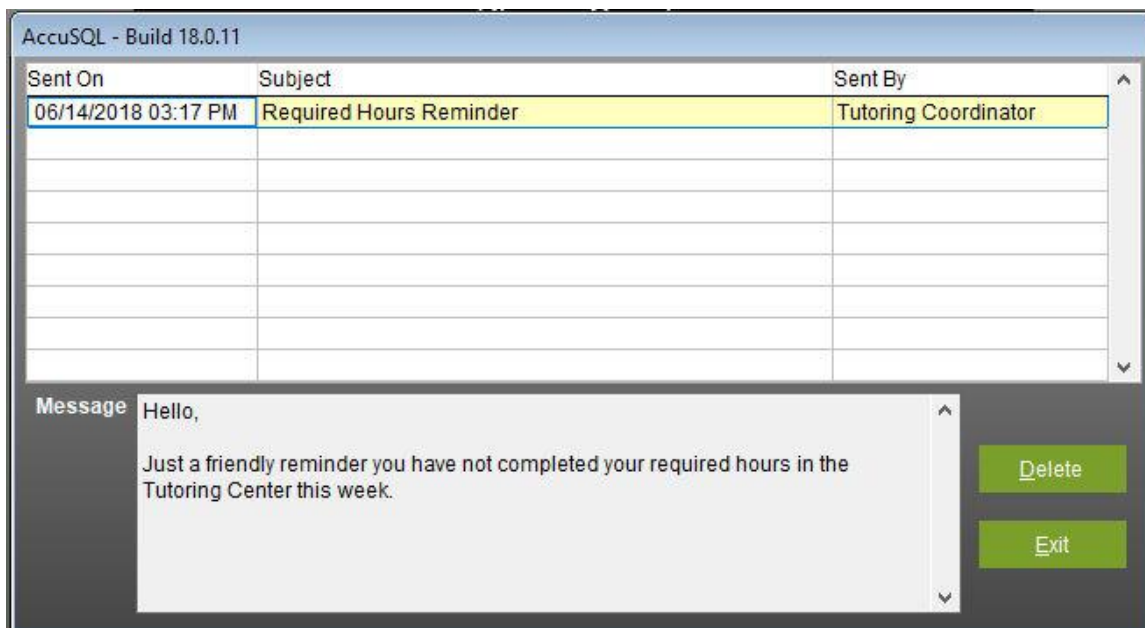 AccuSQL - Build 18.0.11
Sent On Subject Sent By
06/14/2018 03:17 PM Required Hours Reminder Tutoring Coordinator
Message
Hello,
Just a friendly reminder you have not completed your required hours in the
Tutoring Center this week.
Delete
Exit